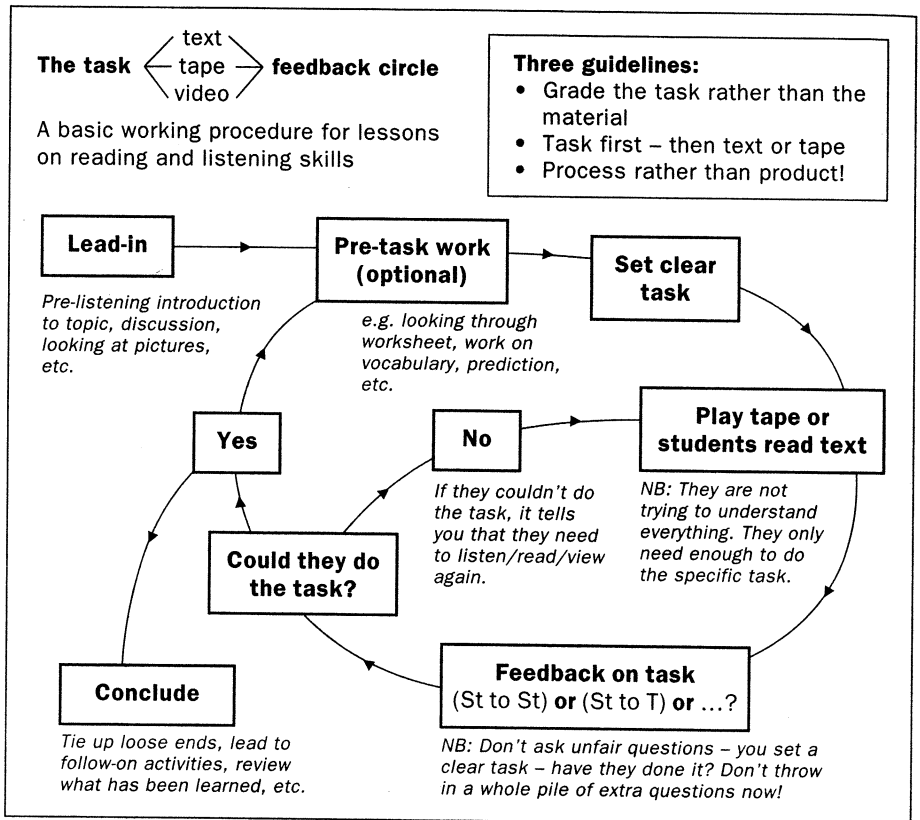 text
The task tape feedback circle
video
A basic working procedure for lessons
on reading and listening skills
Three guidelines:
• Grade the task rather than the
material
• Task first – then text or tape
• Process rather than product!
Lead-in
Pre-listening introduction
to topic, discussion,
looking at pictures,
etc.
Pre-task work
(optional)
e.g. looking through
worksheet, work on
vocabulary, prediction,
etc.
Set clear
task
Yes
No
If they couldn't do
the task, it tells
you that they need
to listen/read/view
again.
Play tape or
students read text
NB: They are not
trying to understand
everything. They only
need enough to do
the specific task.
Could they do
the task?
Conclude
Tie up loose ends, lead to
follow-on activities, review
what has been learned, etc.
Feedback on task
(St to St) or (St to T) or ...?
NB: Don't ask unfair questions – you set a
clear task – have they done it? Don't throw
in a whole pile of extra questions now!